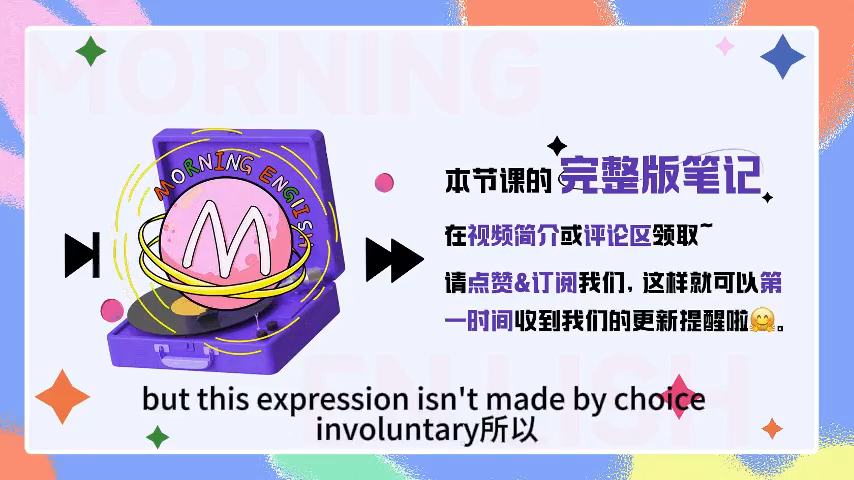 MORNING
MORNING ENGLISH
M
本节课的 完整版笔记
在视频简介或评论区领取~
请点赞&订阅我们，这样就可以第
一时间收到我们的更新提醒啦🤗。
ENGLISH
but this expression isn't made by choice
involuntary所以